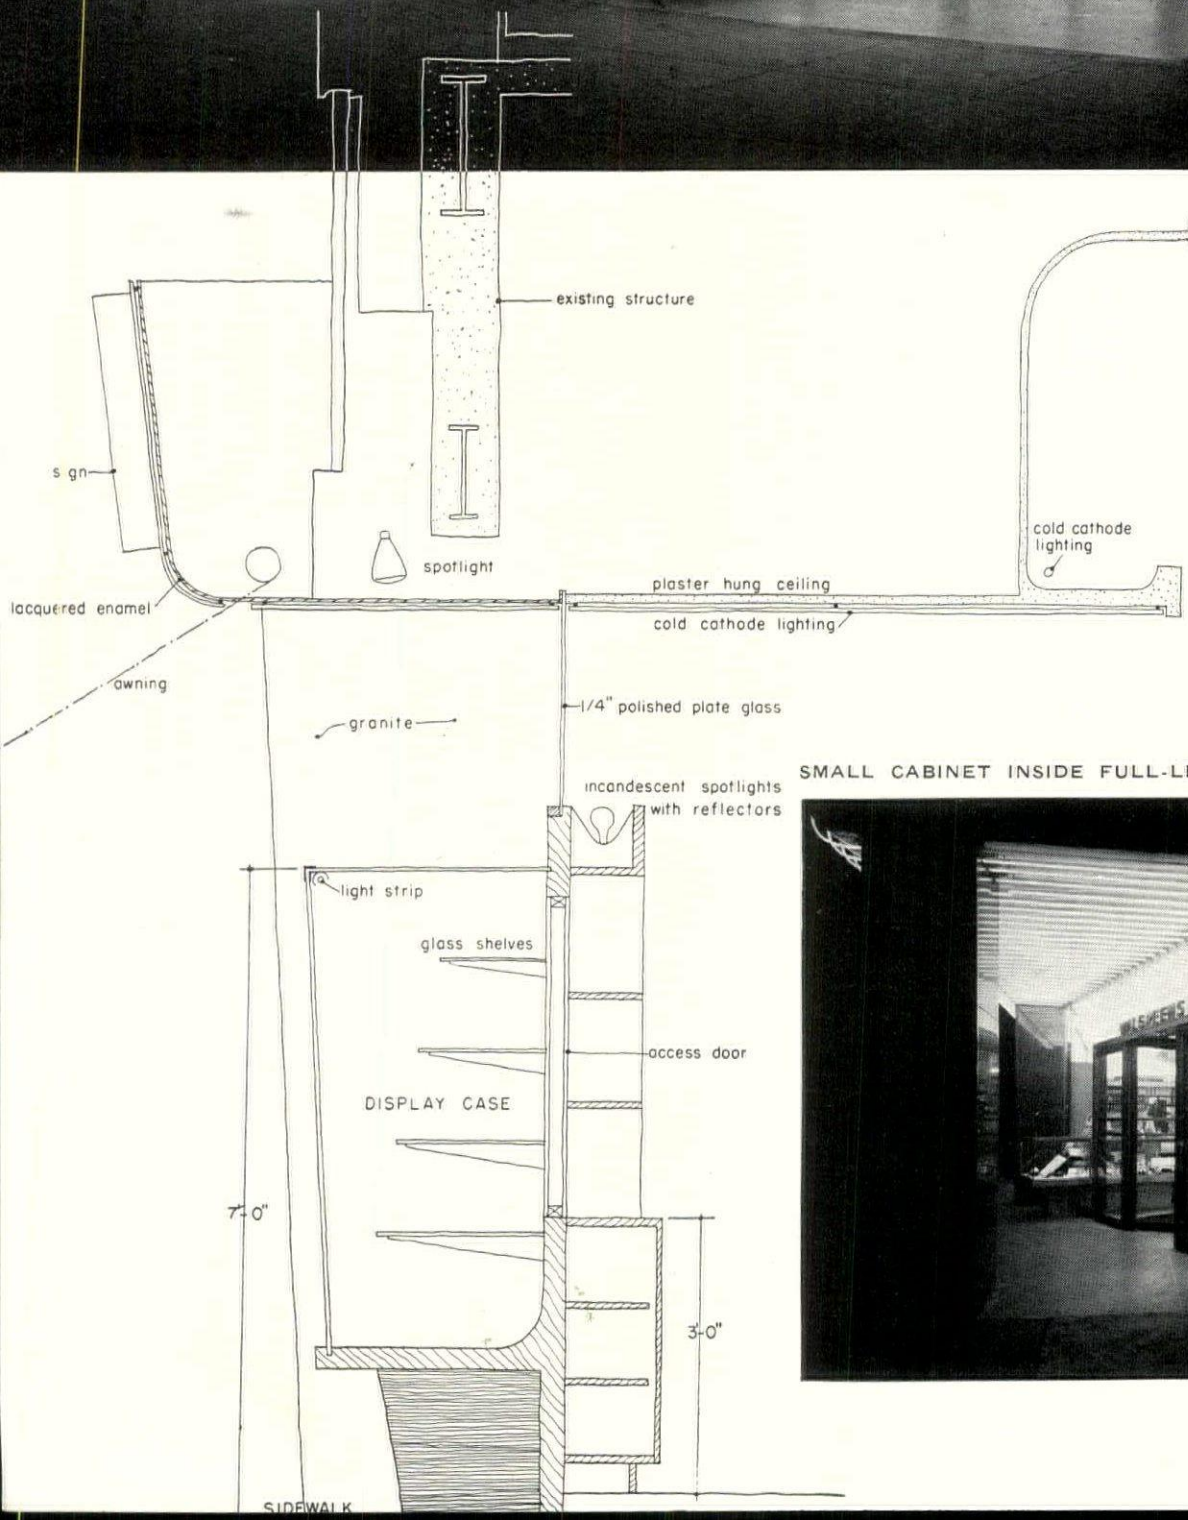 existing structure
s gn
cold cathode
lighting
spotlight
plaster hung ceiling
lacquered enamel
cold cathode lighting
awning
1/4" polished plate glass
granite
SMALL CABINET INSIDE FULL-L
incandescent spotlights
with reflectors
light strip
glass shelves
access door
DISPLAY CASE
7'-0"
3'-0"
SIDEWALK